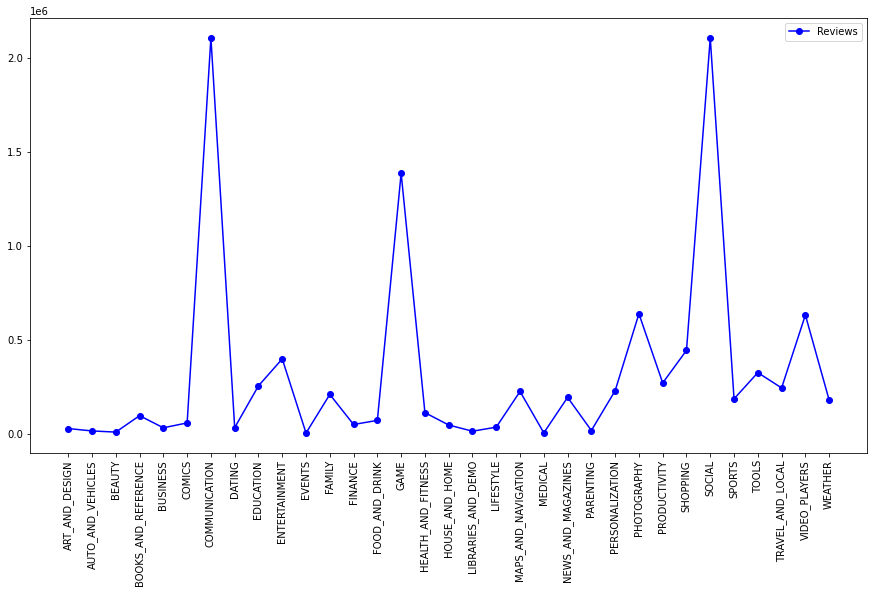 1e6
Reviews
2.0
1.5
1.0
0.5
0.0
ART_AND_DESIGN
AUTO_AND_VEHICLES
BEAUTY
BOOKS_AND_REFERENCE
BUSINESS
COMICS
COMMUNICATION
DATING
EDUCATION
ENTERTAINMENT
EVENTS
FAMILY
FINANCE
FOOD_AND_DRINK
GAME
HEALTH_AND_FITNESS
HOUSE_AND_HOME
LIBRARIES_AND_DEMO
LIFESTYLE
MAPS_AND_NAVIGATION
MEDICAL
NEWS_AND_MAGAZINES
PARENTING
PERSONALIZATION
PHOTOGRAPHY
PRODUCTIVITY
SHOPPING
SOCIAL
SPORTS
TOOLS
TRAVEL_AND_LOCAL
VIDEO_PLAYERS
WEATHER